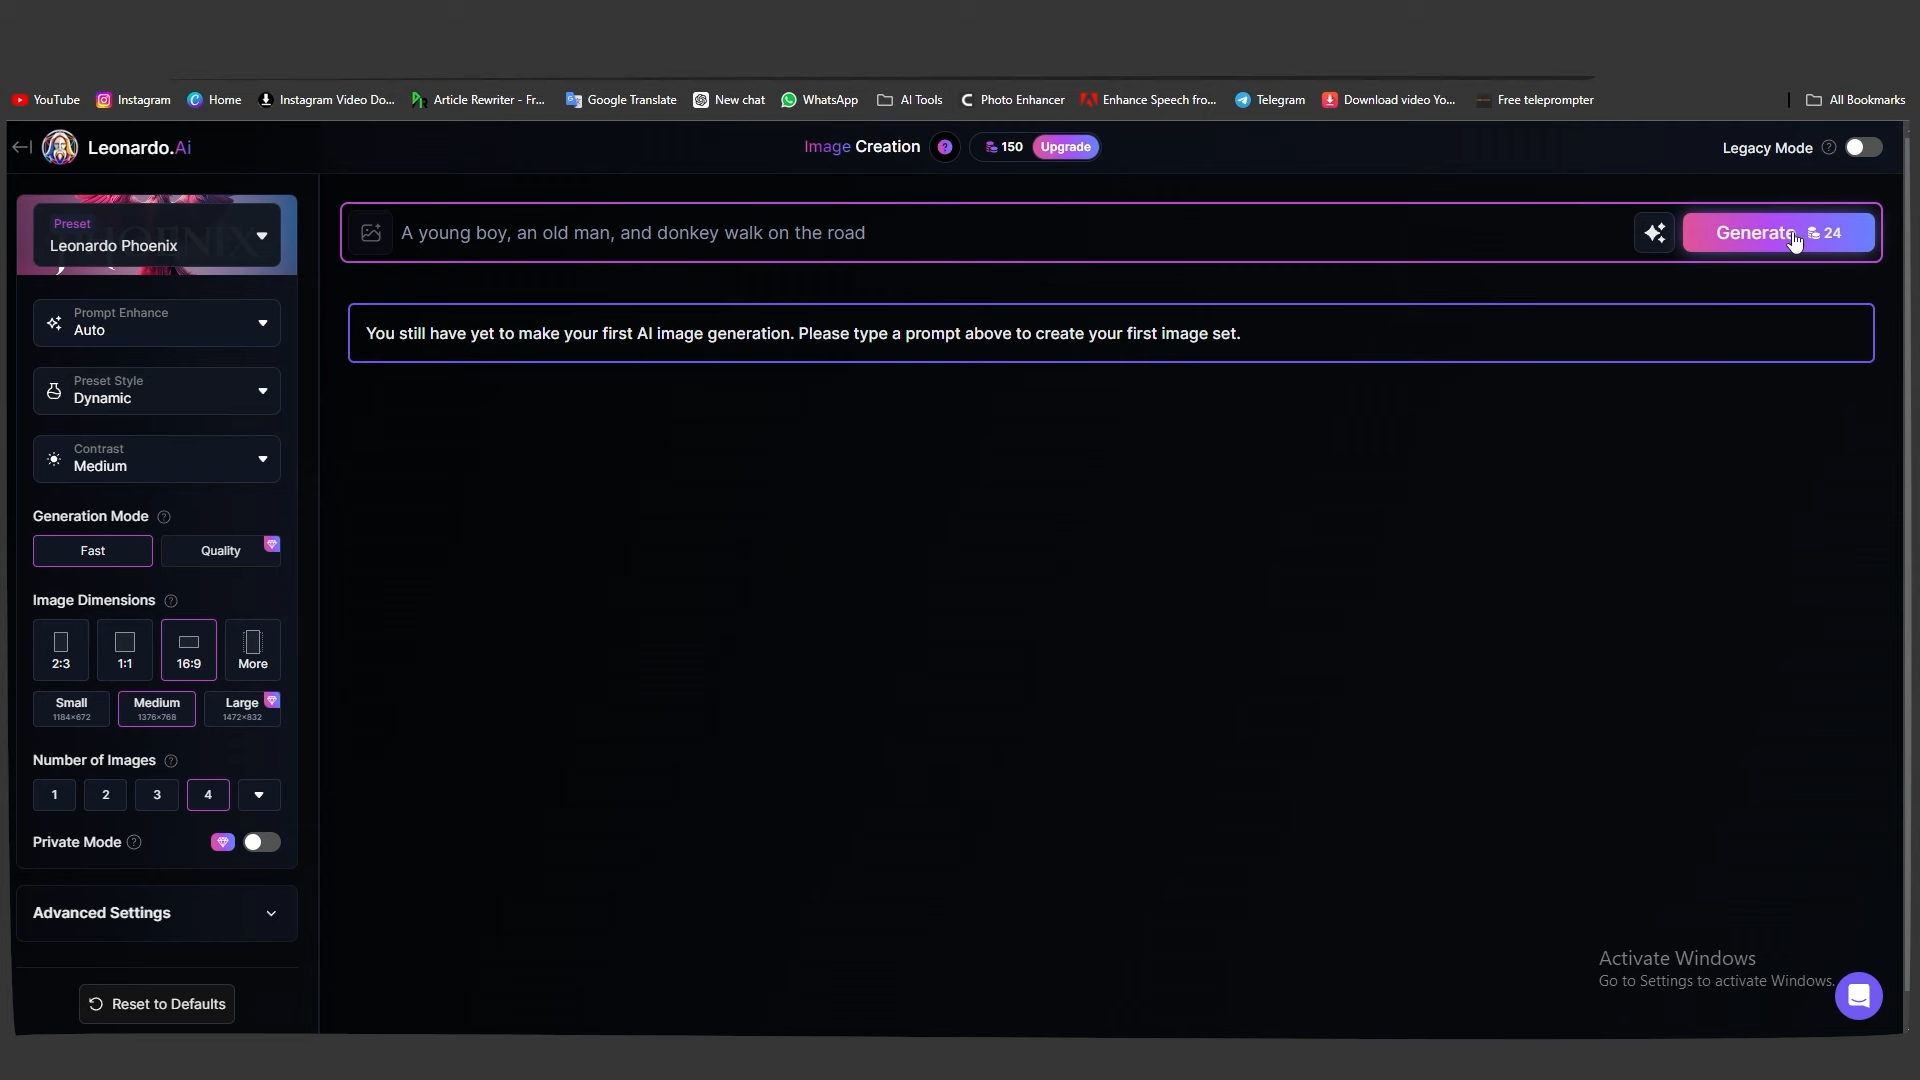 YouTube
Instagram
Home
Instagram Video Do...
Article Rewriter - Fr...
Google Translate
New chat
WhatsApp
AI Tools
Photo Enhancer
Enhance Speech fro...
Telegram
Download video Yo...
Free teleprompter
All Bookmarks
Leonardo.Ai
Image Creation
?
150
Upgrade
Legacy Mode
Preset
Leonardo Phoenix
A young boy, an old man, and donkey walk on the road
Generate 24
Prompt Enhance
Auto
You still have yet to make your first AI image generation. Please type a prompt above to create your first image set.
Preset Style
Dynamic
Contrast
Medium
Generation Mode
Fast
Quality
Image Dimensions
2:3
1:1
16:9
More
Small
1184×672
Medium
1376×768
Large
1472×832
Number of Images
1
2
3
4
Private Mode
Advanced Settings
Reset to Defaults
Activate Windows
Go to Settings to activate Windows.